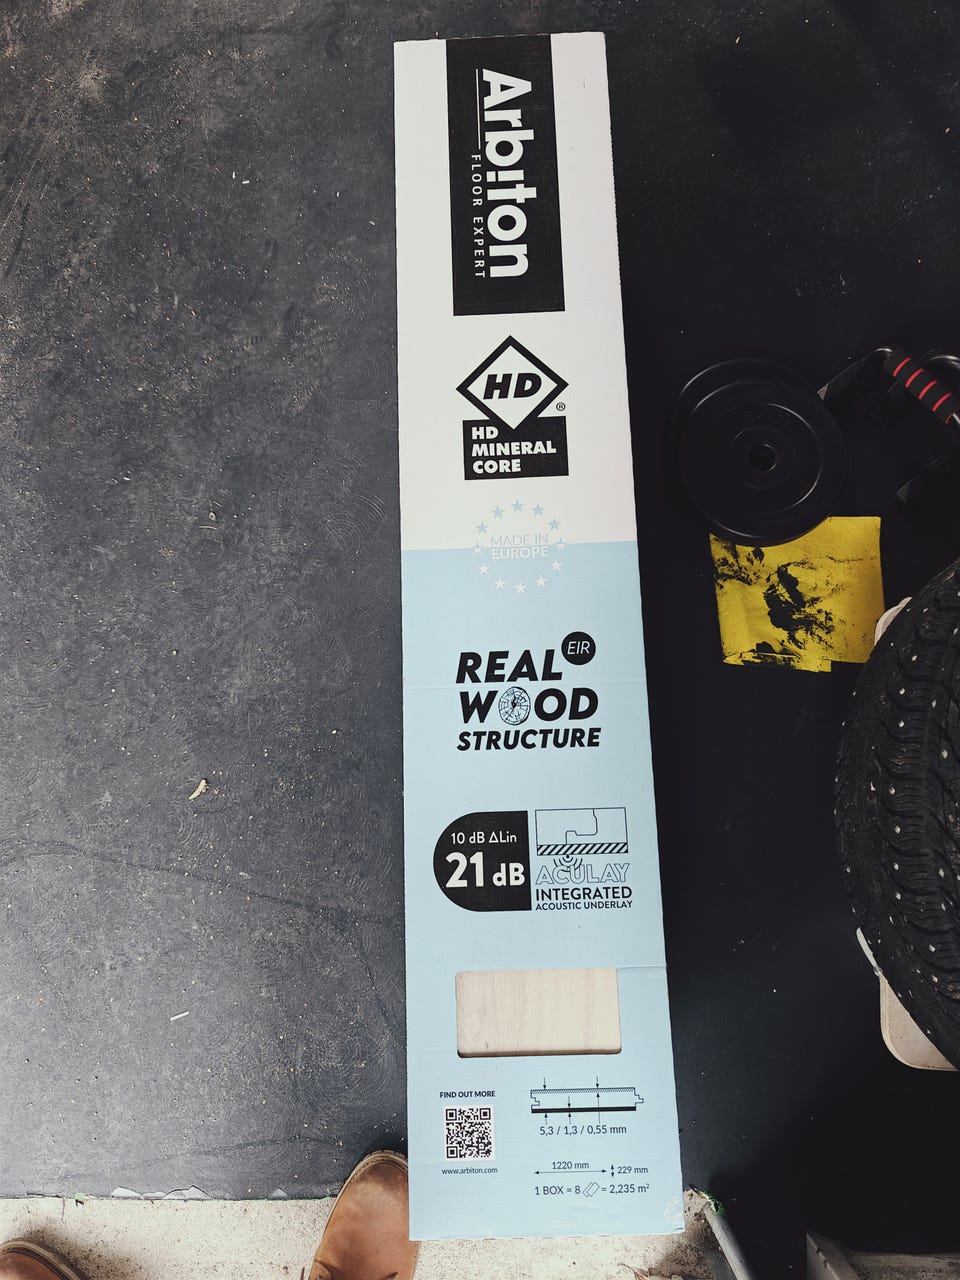 Arbiton
FLOOR EXPERT
HD
®
HD
MINERAL
CORE
MADE IN
EUROPE
EIR
REAL
WOOD
STRUCTURE
10 dB ΔLin
21 dB
ACULAY
INTEGRATED
ACOUSTIC UNDERLAY
FIND OUT MORE
www.arbiton.com
5,3 / 1,3 / 0,55 mm
1220 mm
229 mm
1 BOX = 8 = 2,235 m²